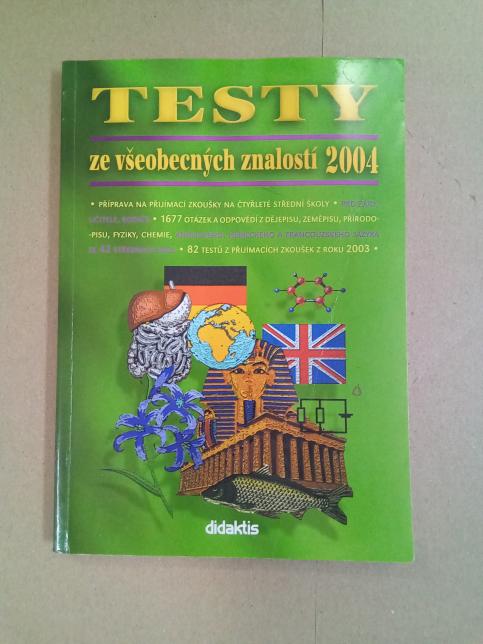 TESTY
ze všeobecných znalostí 2004
• PŘÍPRAVA NA PŘIJÍMACÍ ZKOUŠKY NA ČTYŘLETÉ STŘEDNÍ ŠKOLY • PRO ŽÁKY,
UČITELE, RODIČE • 1677 OTÁZEK A ODPOVĚDÍ Z DĚJEPISU, ZEMĚPISU, PŘÍRODO-
-PISU, FYZIKY, CHEMIE, ANGLICKÉHO, NĚMECKÉHO A FRANCOUZSKÉHO JAZYKA
ZE 42 STŘEDNÍCH ŠKOL • 82 TESTŮ Z PŘIJÍMACÍCH ZKOUŠEK Z ROKU 2003 •
didaktis